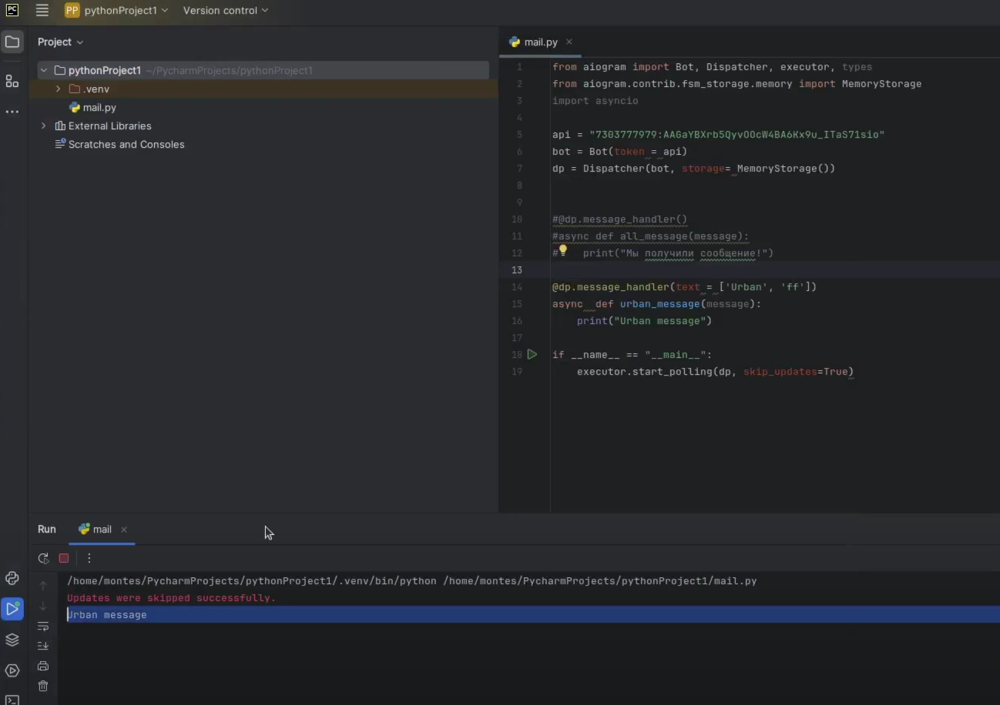 PC
PP pythonProject1 Version control
Project
pythonProject1 ~/PycharmProjects/pythonProject1
.venv
mail.py
External Libraries
Scratches and Consoles
mail.py
1 from aiogram import Bot, Dispatcher, executor, types
2 from aiogram.contrib.fsm_storage.memory import MemoryStorage
3 import asyncio
4
5 api = "7303777979:AAGaYBXrb5QyvOOcW4BA6Kx9u_ITaS71sio"
6 bot = Bot(token = api)
7 dp = Dispatcher(bot, storage= MemoryStorage())
8
9
10 #@dp.message_handler()
11 #async def all_message(message):
12 # print("Мы получили сообщение!")
13
14 @dp.message_handler(text = ['Urban', 'ff'])
15 async  def urban_message(message):
16 print("Urban message")
17
18 if __name__ == "__main__":
19 executor.start_polling(dp, skip_updates=True)
Run mail
/home/montes/PycharmProjects/pythonProject1/.venv/bin/python /home/montes/PycharmProjects/pythonProject1/mail.py
Updates were skipped successfully.
Urban message